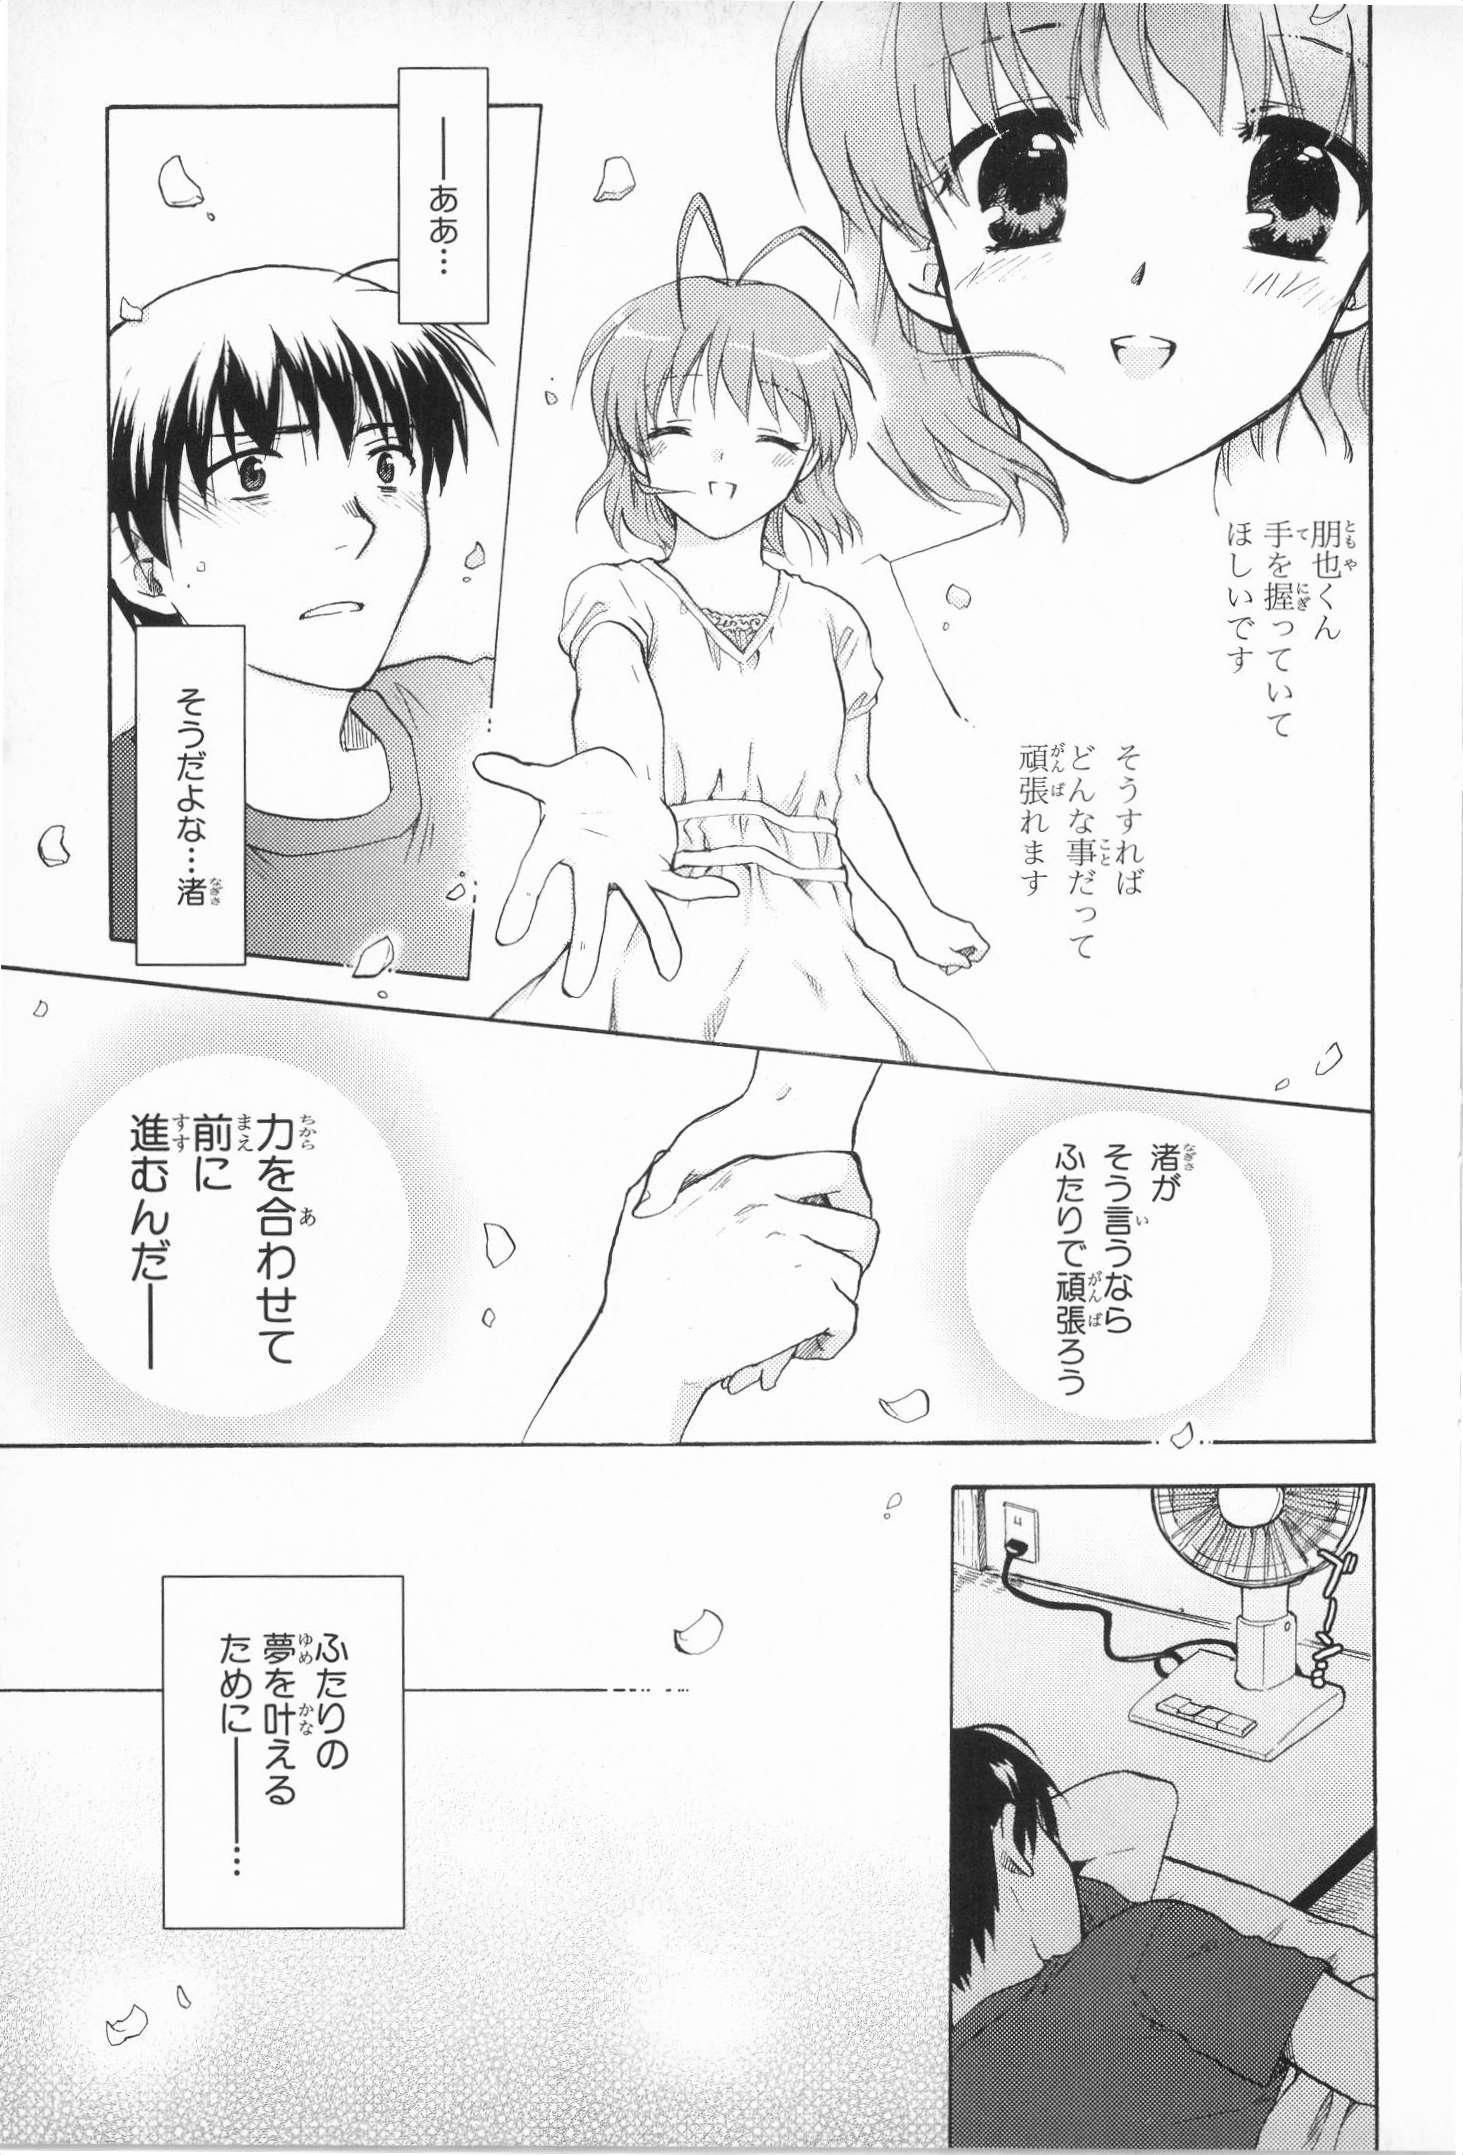 朋也くん
手を握っていて
ほしいです
そうすれば
どんな事だって
頑張れます
――ああ…
そうだよな…渚
渚が
そう言うなら
ふたりで頑張ろう
力を合わせて
前に
進むんだ――
ブーン
ふたりの
夢を叶える
ために――…